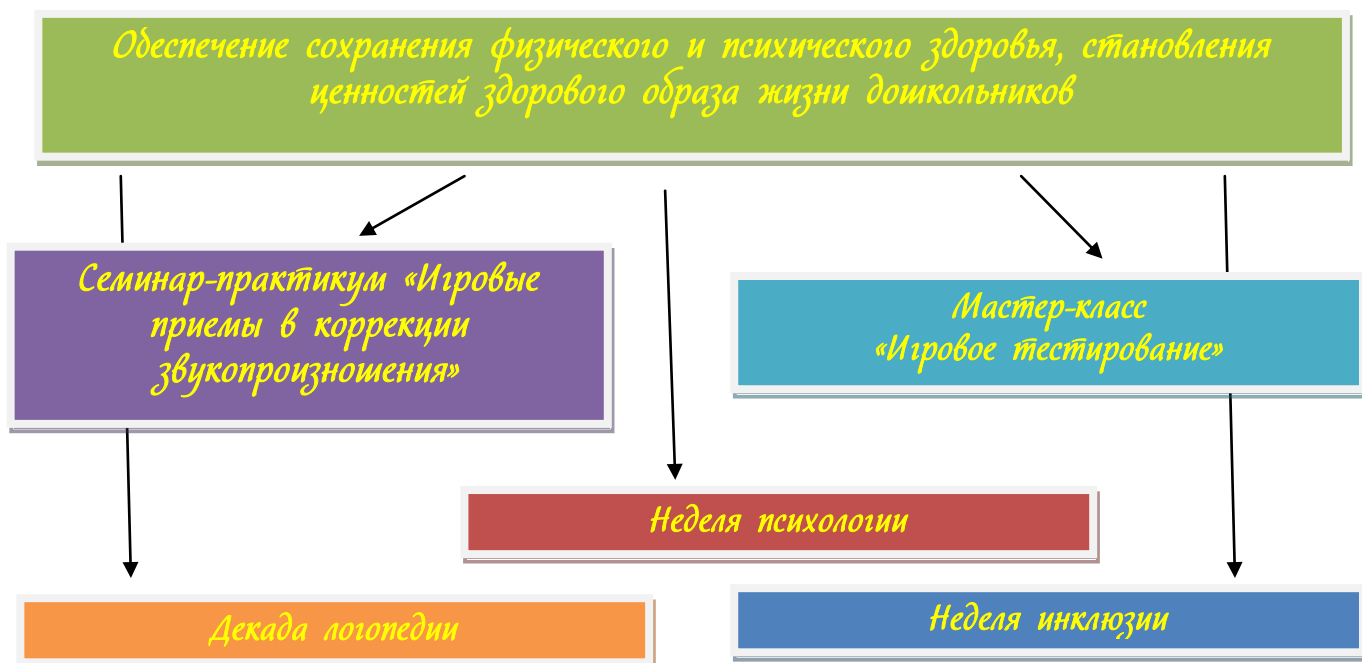 Обеспечение сохранения физического и психического здоровья, становления
ценностей здорового образа жизни дошкольников
Семинар-практикум «Игровые
приемы в коррекции
звукопроизношения»
Мастер-класс
«Игровое тестирование»
Неделя психологии
Декада логопедии
Неделя инклюзии